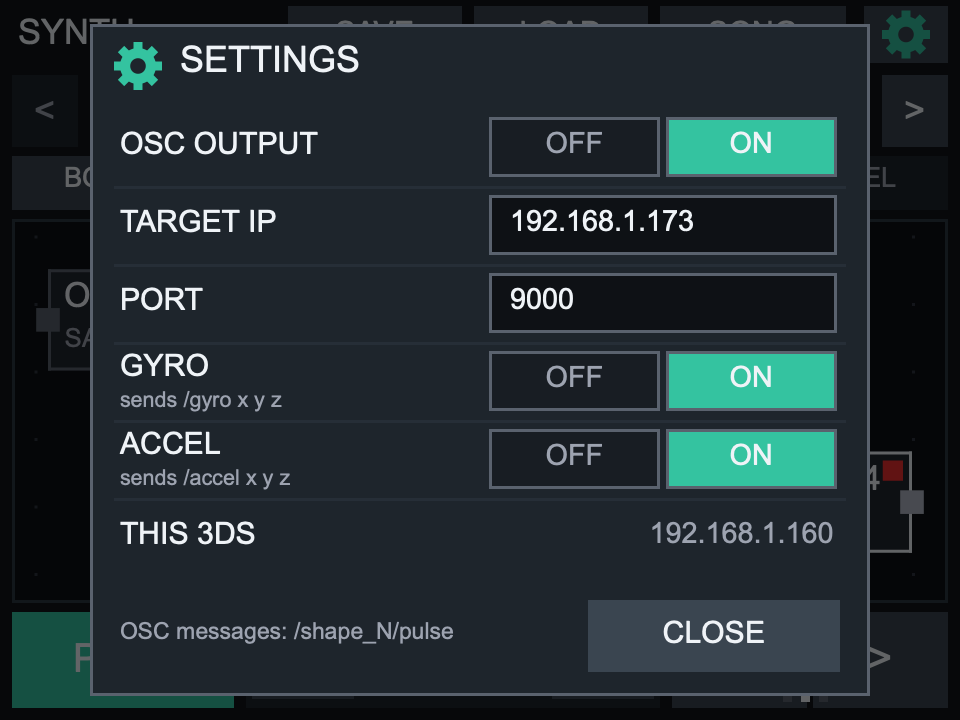 SETTINGS
OSC OUTPUT OFF ON
TARGET IP 192.168.1.173
PORT 9000
GYRO OFF ON
sends /gyro x y z
ACCEL OFF ON
sends /accel x y z
THIS 3DS 192.168.1.160
OSC messages: /shape_N/pulse CLOSE